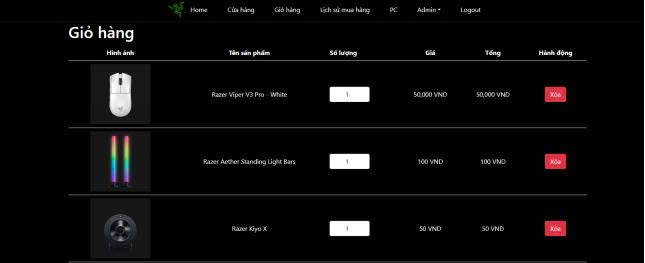 Home Cửa hàng Giỏ hàng Lịch sử mua hàng PC Admin Logout
Giỏ hàng
Hình ảnh Tên sản phẩm Số lượng Giá Tổng Hành động
Razer Viper V3 Pro - White 1 50,000 VND 50,000 VND Xóa
Razer Aether Standing Light Bars 1 100 VND 100 VND Xóa
Razer Kiyo X 1 50 VND 50 VND Xóa